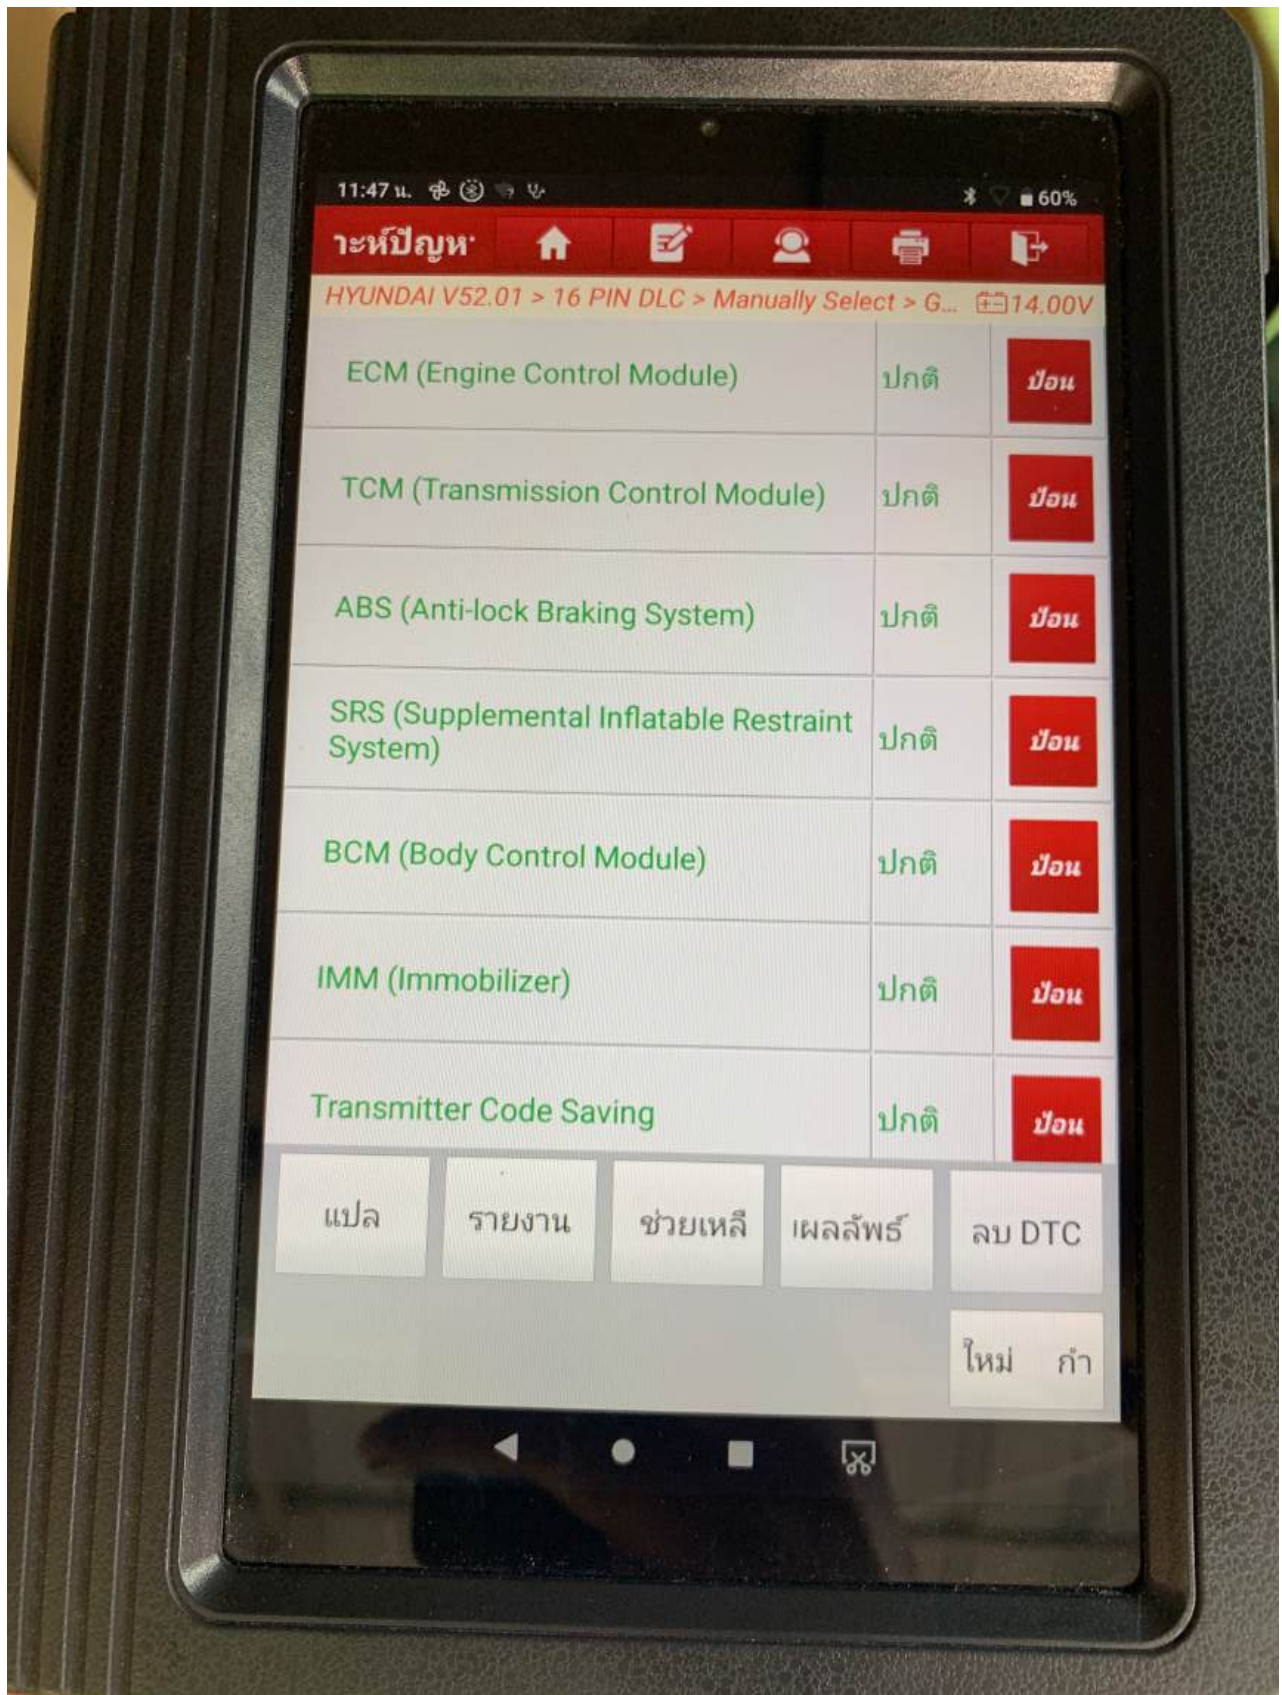 11:47 น.
60%
าะห์ปัญห
HYUNDAI V52.01 > 16 PIN DLC > Manually Select > G... 14.00V
ECM (Engine Control Module) ปกติ ป้อน
TCM (Transmission Control Module) ปกติ ป้อน
ABS (Anti-lock Braking System) ปกติ ป้อน
SRS (Supplemental Inflatable Restraint
System) ปกติ ป้อน
BCM (Body Control Module) ปกติ ป้อน
IMM (Immobilizer) ปกติ ป้อน
Transmitter Code Saving ปกติ ป้อน
แปล รายงาน ช่วยเหลื เผลลัพธ์ ลบ DTC
ใหม่ กำ